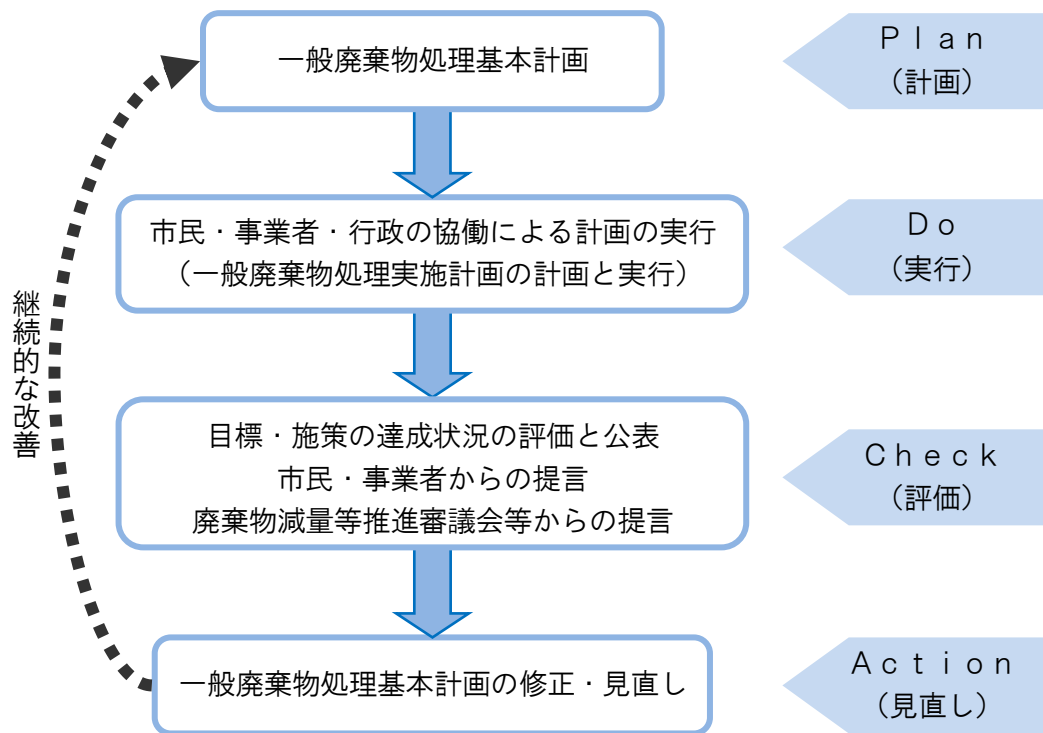 一般廃棄物処理基本計画
Ｐｌａｎ
（計画）
市民・事業者・行政の協働による計画の実行
（一般廃棄物処理実施計画の計画と実行）
Ｄｏ
（実行）
目標・施策の達成状況の評価と公表
市民・事業者からの提言
廃棄物減量等推進審議会等からの提言
Ｃｈｅｃｋ
（評価）
一般廃棄物処理基本計画の修正・見直し
Ａｃｔｉｏｎ
（見直し）
継続的な改善